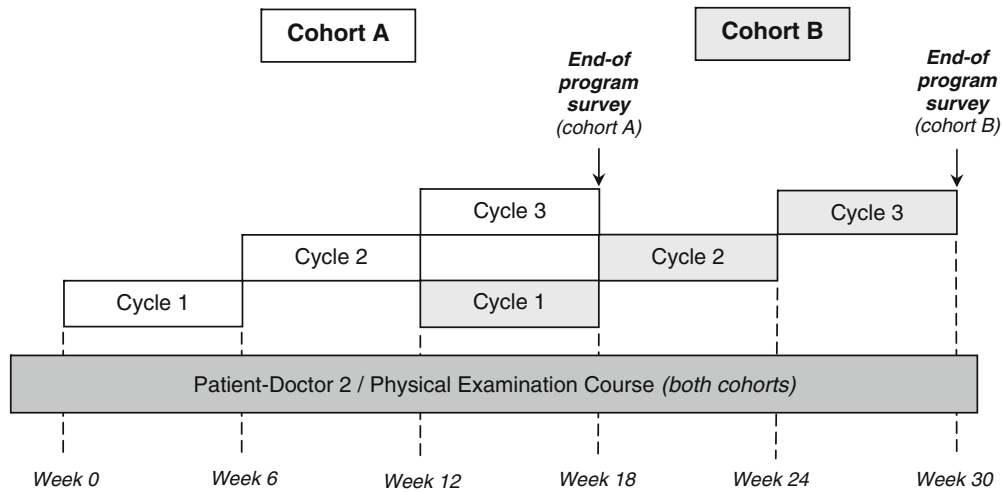 Cohort A
Cohort B
End-of
program
survey
(cohort A)
End-of
program
survey
(cohort B)
Cycle 3
Cycle 3
Cycle 2
Cycle 2
Cycle 1
Cycle 1
Patient-Doctor 2 / Physical Examination Course (both cohorts)
Week 0
Week 6
Week 12
Week 18
Week 24
Week 30